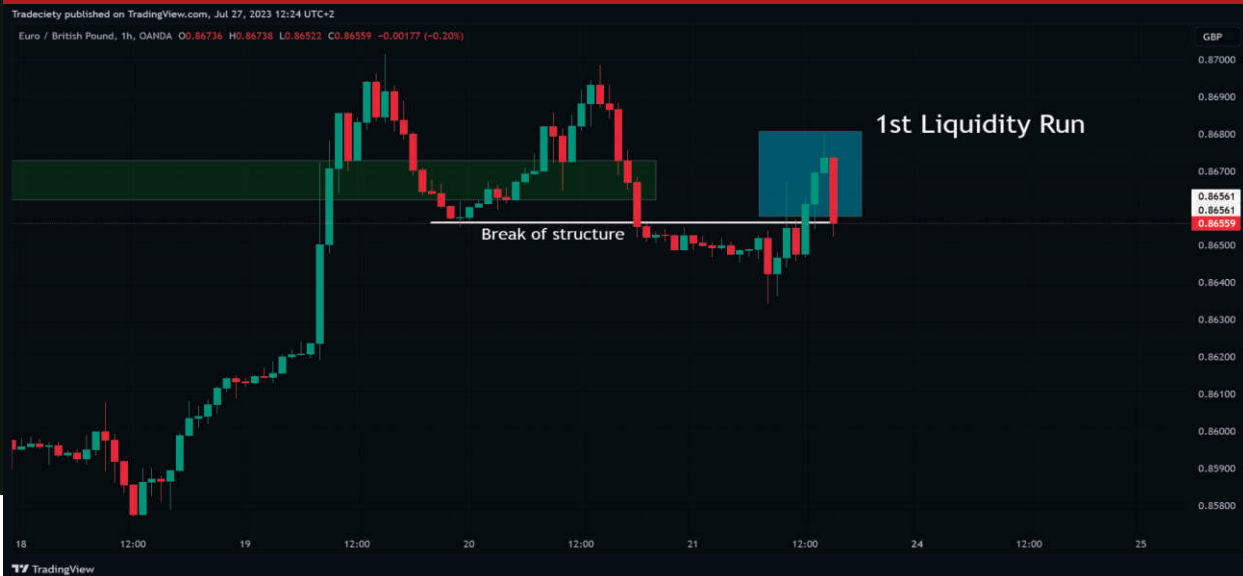 Tradeciety published on TradingView.com, Jul 27, 2023 12:24 UTC+2
Euro / British Pound, 1h, OANDA O0.86736 H0.86738 L0.86522 C0.86559 −0.00177 (−0.20%)
GBP
0.87000
0.86900
1st Liquidity Run
0.86800
0.86700
0.86561
0.86561
0.86559
Break of structure
0.86500
0.86400
0.86300
0.86200
0.86100
0.86000
0.85900
0.85800
18 12:00 19 12:00 20 12:00 21 12:00 24 12:00 25
TradingView